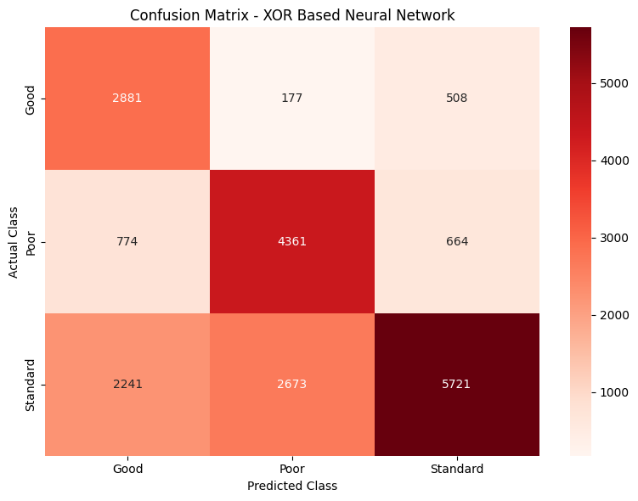 Confusion Matrix - XOR Based Neural Network
Good
2881
177
508
Poor
774
4361
664
Standard
2241
2673
5721
Good
Poor
Standard
Predicted Class
Actual Class
5000
4000
3000
2000
1000